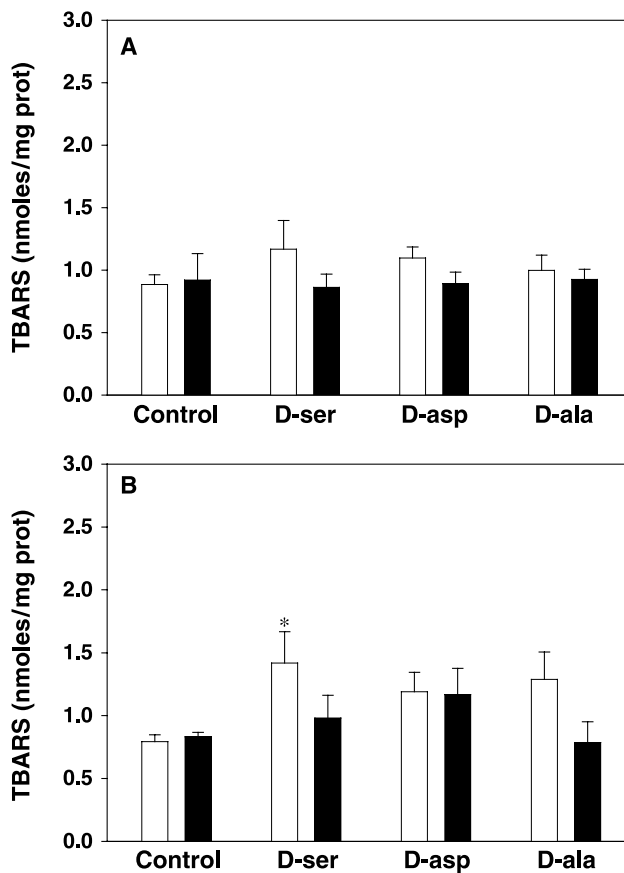 A
TBARS (nmoles/mg prot)
3.0
2.5
2.0
1.5
1.0
0.5
0.0
Control D-ser D-asp D-ala
B
TBARS (nmoles/mg prot)
3.0
2.5
2.0
1.5
*
1.0
0.5
0.0
Control D-ser D-asp D-ala